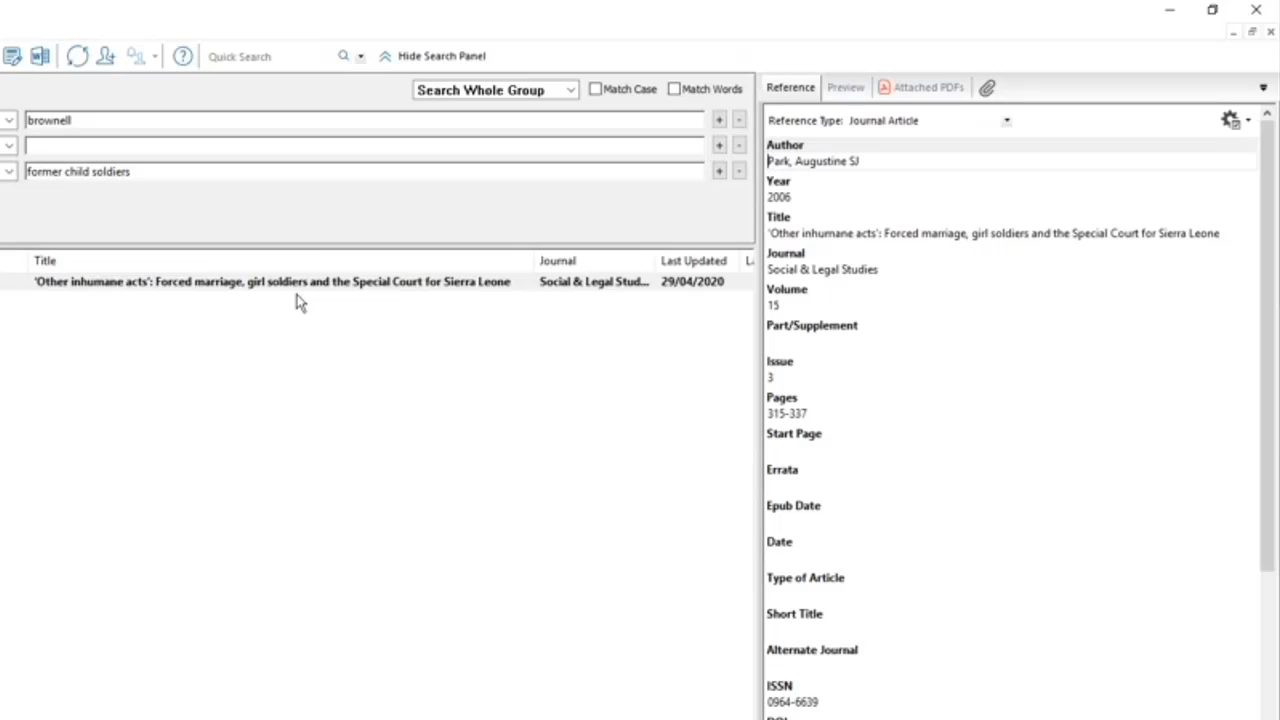 Quick Search
Hide Search Panel
Search Whole Group
Match Case
Match Words
brownell
former child soldiers
Title
Journal
Last Updated
'Other inhumane acts': Forced marriage, girl soldiers and the Special Court for Sierra Leone
Social & Legal Stud...
29/04/2020
Reference
Preview
Attached PDFs
Reference Type: Journal Article
Author
Park, Augustine SJ
Year
2006
Title
'Other inhumane acts': Forced marriage, girl soldiers and the Special Court for Sierra Leone
Journal
Social & Legal Studies
Volume
15
Part/Supplement
Issue
3
Pages
315-337
Start Page
Errata
Epub Date
Date
Type of Article
Short Title
Alternate Journal
ISSN
0964-6639